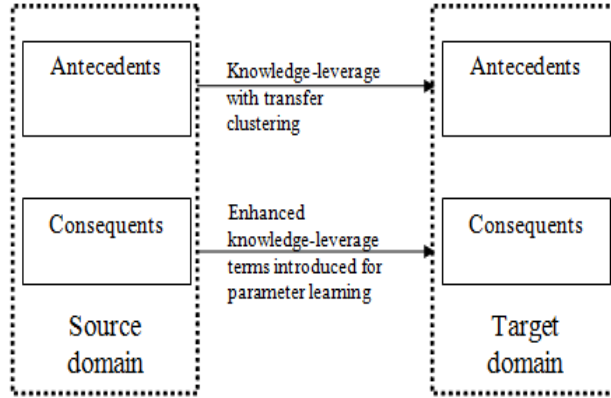 Antecedents
Knowledge-leverage
with transfer
clustering
Antecedents
Consequents
Enhanced
knowledge-leverage
terms introduced for
parameter learning
Consequents
Source
domain
Target
domain